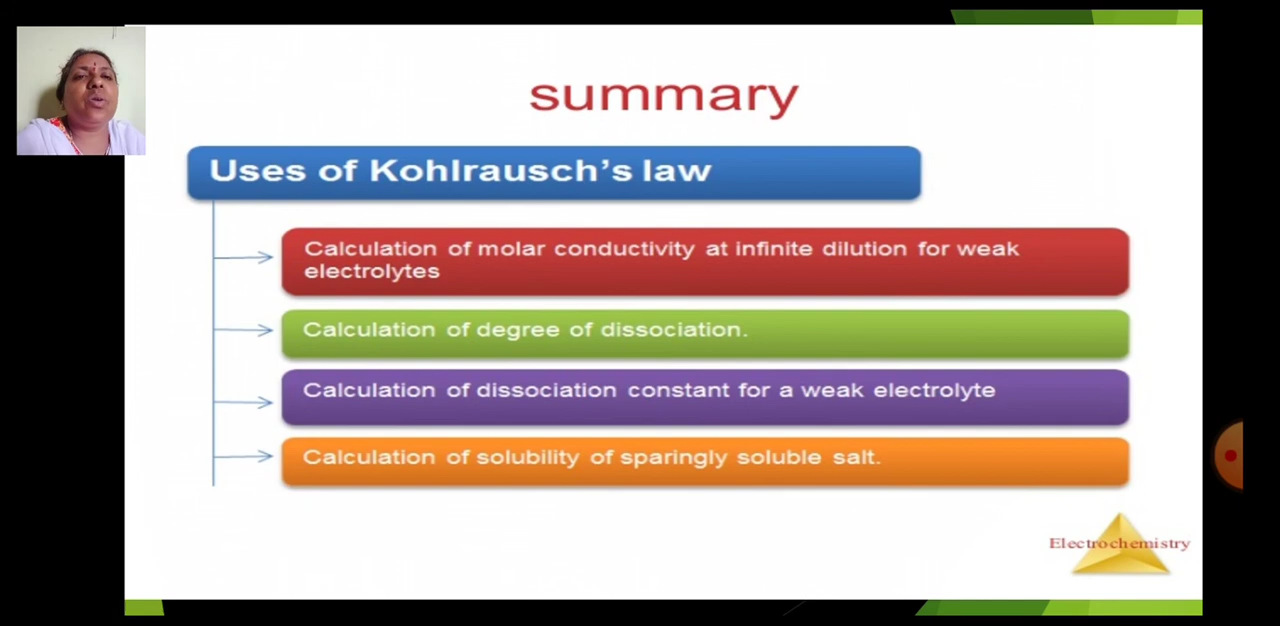 summary
Uses of Kohlrausch’s law
Calculation of molar conductivity at infinite dilution for weak
electrolytes
Calculation of degree of dissociation.
Calculation of dissociation constant for a weak electrolyte
Calculation of solubility of sparingly soluble salt.
Electrochemistry